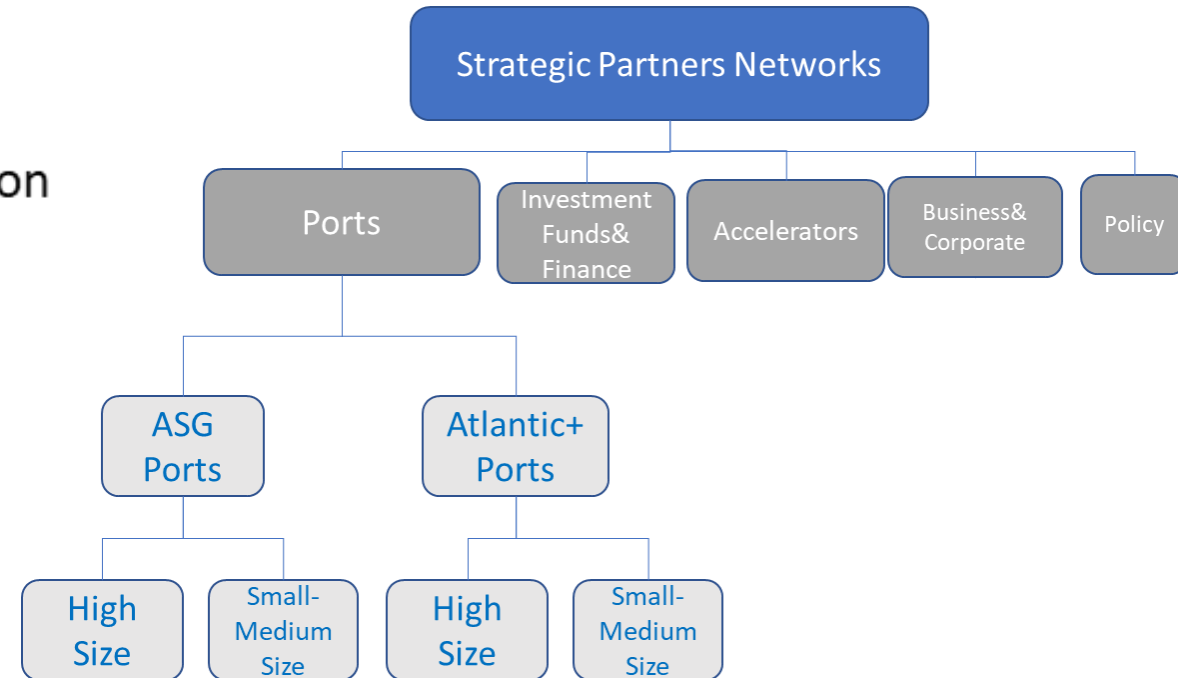 Strategic Partners Networks
on
Ports
Investment
Funds&
Finance
Accelerators
Business&
Corporate
Policy
ASG
Ports
Atlantic+
Ports
High
Size
Small-
Medium
Size
High
Size
Small-
Medium
Size